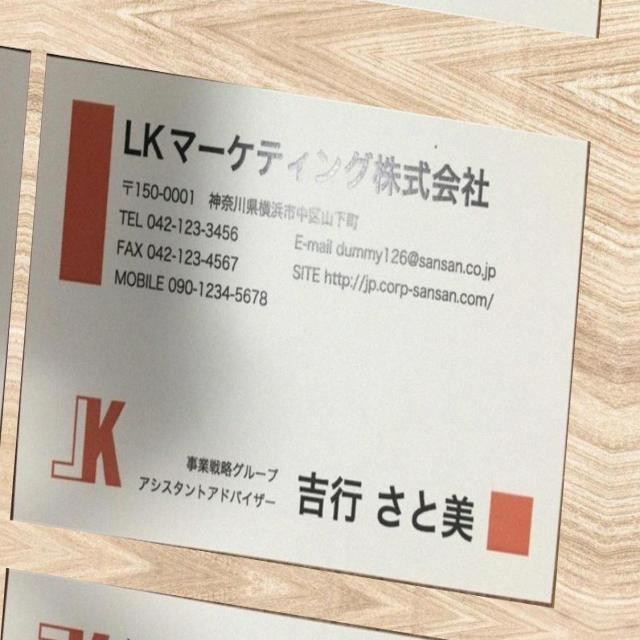 LKマーケティング株式会社
〒150-0001 神奈川県横浜市中区山下町
TEL 042-123-3456
FAX 042-123-4567
MOBILE 090-1234-5678
E-mail dummy126@sansan.co.jp
SITE http://jp.corp-sansan.com/
LK
事業戦略グループ
アシスタントアドバイザー
吉行 さと美